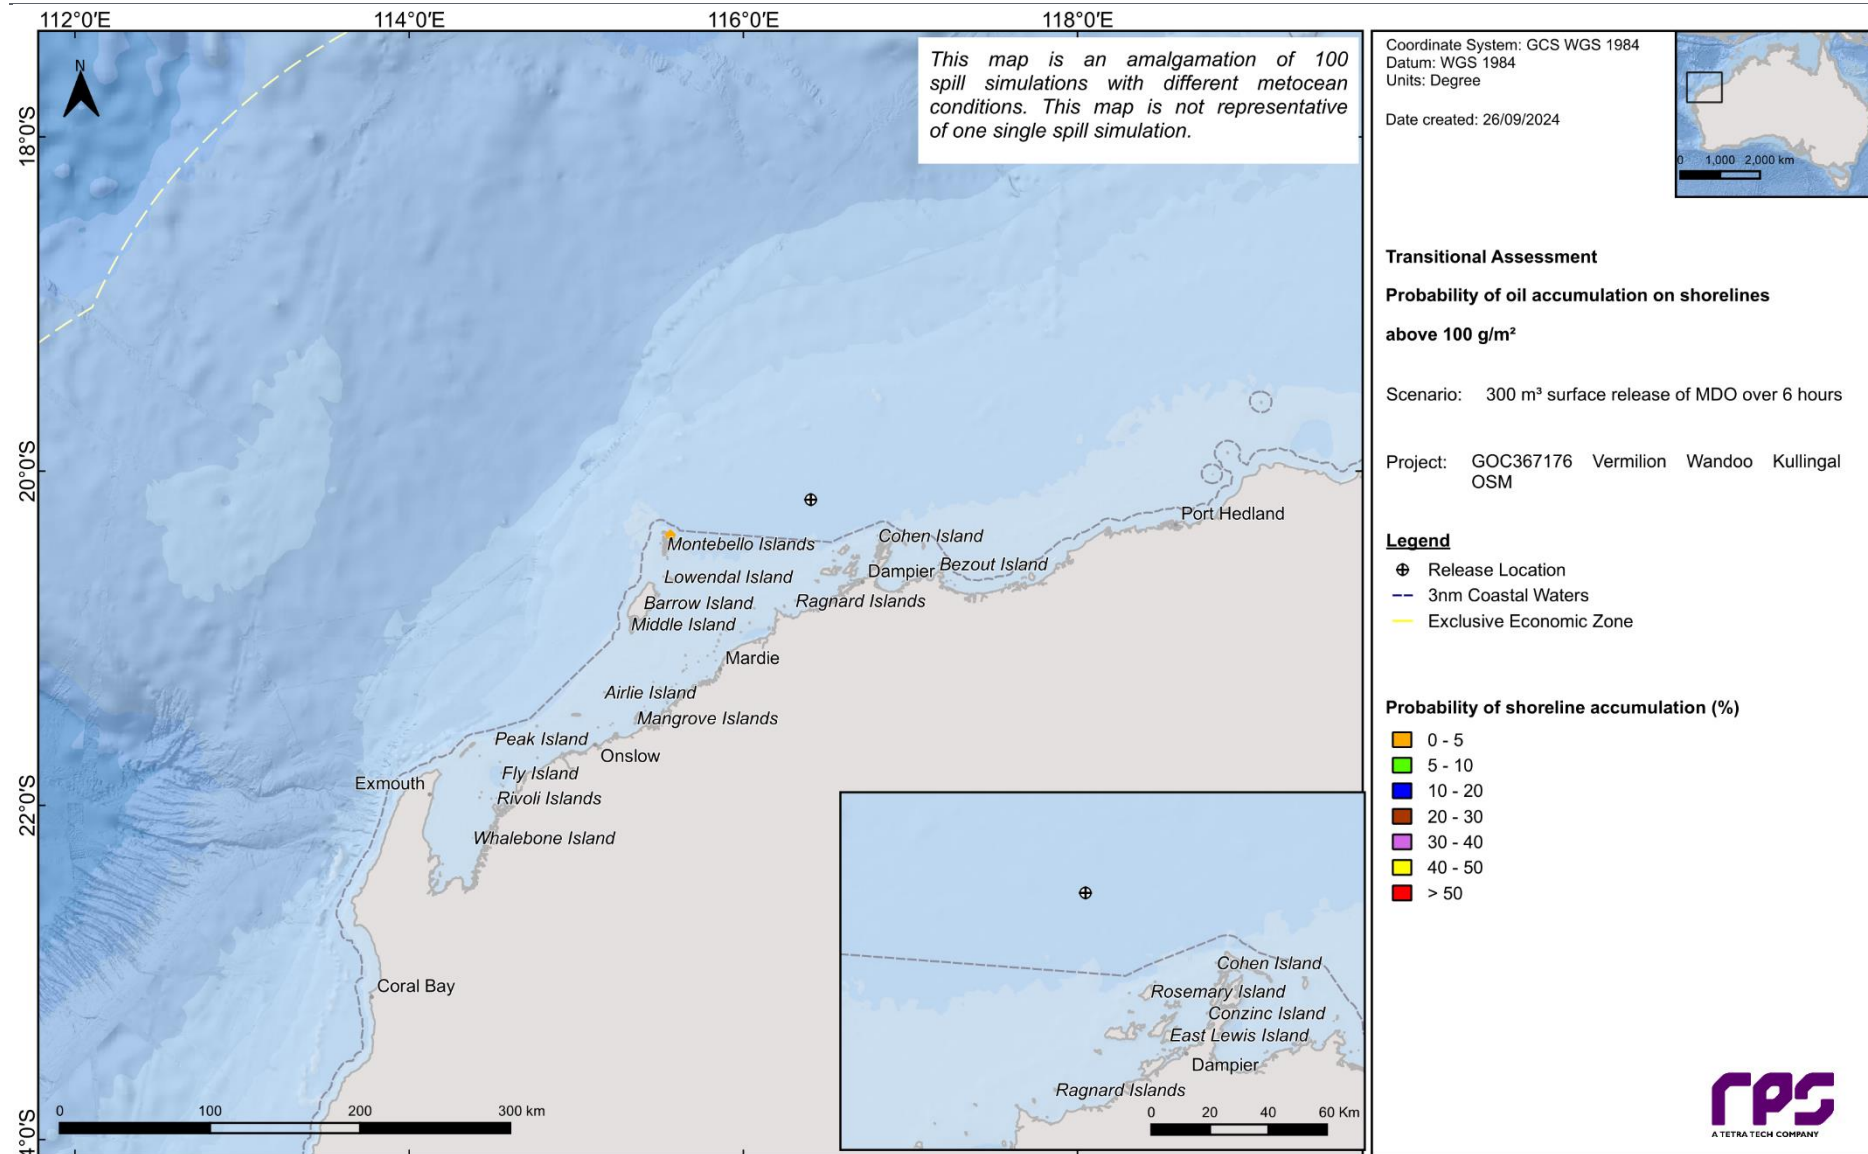 112°0'E
114°0'E
116°0'E
118°0'E
18°0'S
20°0'S
22°0'S
4°0'S
N
This map is an amalgamation of 100
spill simulations with different metocean
conditions. This map is not representative
of one single spill simulation.
Montebello Islands
Lowendal Island
Barrow Island
Middle Island
Cohen Island
Dampier
Bezout Island
Ragnard Islands
Port Hedland
Mardie
Airlie Island
Mangrove Islands
Peak Island
Onslow
Exmouth
Fly Island
Rivoli Islands
Whalebone Island
Coral Bay
0 100 200 300 km
Cohen Island
Rosemary Island
Conzinc Island
East Lewis Island
Dampier
Ragnard Islands
0 20 40 60 Km
Coordinate System: GCS WGS 1984
Datum: WGS 1984
Units: Degree
Date created: 26/09/2024
0 1,000 2,000 km
Transitional Assessment
Probability of oil accumulation on shorelines
above 100 g/m²
Scenario: 300 m³ surface release of MDO over 6 hours
Project: GOC367176 Vermilion Wandoo Kullingal
OSM
Legend
Release Location
3nm Coastal Waters
Exclusive Economic Zone
Probability of shoreline accumulation (%)
0 - 5
5 - 10
10 - 20
20 - 30
30 - 40
40 - 50
> 50
rps
A TETRA TECH COMPANY